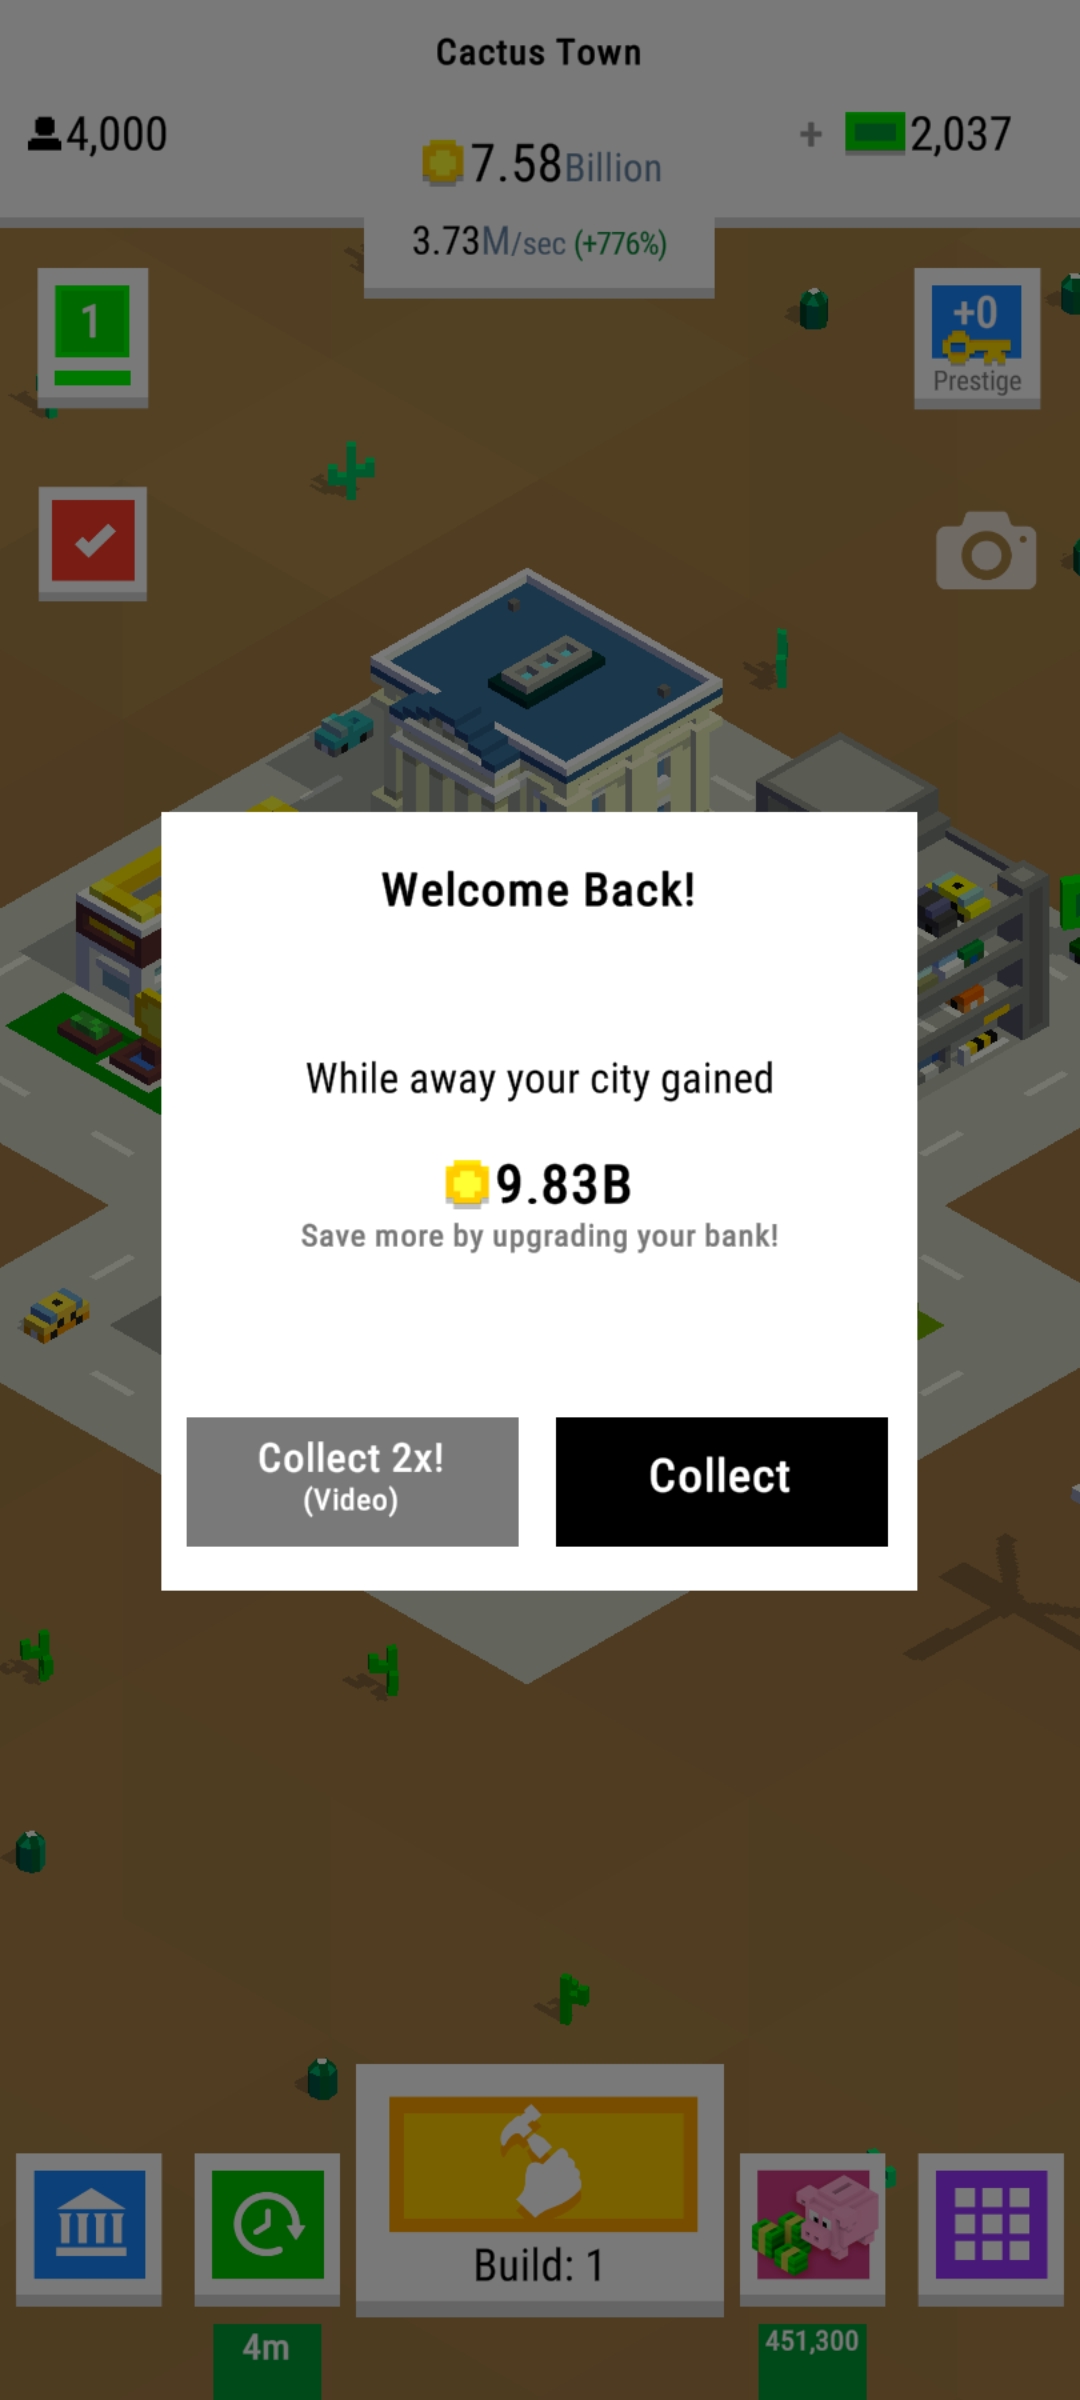 Cactus Town
4,000
7.58Billion
+ 2,037
3.73M/sec (+776%)
1
+0
Prestige
Welcome Back!
While away your city gained
9.83B
Save more by upgrading your bank!
Collect 2x!
(Video)
Collect
Build: 1
4m
451,300